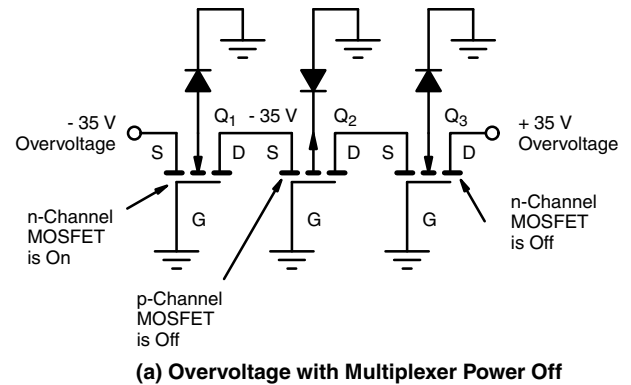 - 35 V
Overvoltage
Q1
- 35 V
Q2
Q3
+ 35 V
Overvoltage
S
D
S
D
S
D
G
G
G
n-Channel
MOSFET
is On
p-Channel
MOSFET
is Off
n-Channel
MOSFET
is Off
(a) Overvoltage with Multiplexer Power Off